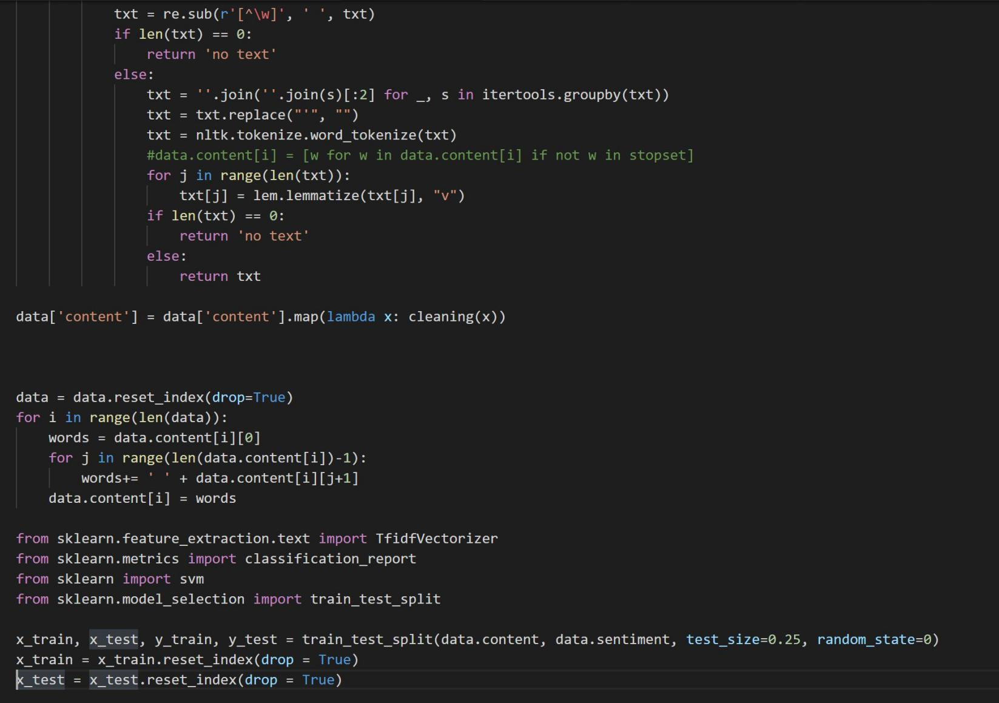 txt = re.sub(r'[^\w]', ' ', txt)
if len(txt) == 0:
return 'no text'
else:
txt = ''.join(''.join(s)[:2] for _, s in itertools.groupby(txt))
txt = txt.replace("'", "")
txt = nltk.tokenize.word_tokenize(txt)
#data.content[i] = [w for w in data.content[i] if not w in stopset]
for j in range(len(txt)):
txt[j] = lem.lemmatize(txt[j], "v")
if len(txt) == 0:
return 'no text'
else:
return txt
data['content'] = data['content'].map(lambda x: cleaning(x))
data = data.reset_index(drop=True)
for i in range(len(data)):
words = data.content[i][0]
for j in range(len(data.content[i])-1):
words+= ' ' + data.content[i][j+1]
data.content[i] = words
from sklearn.feature_extraction.text import TfidfVectorizer
from sklearn.metrics import classification_report
from sklearn import svm
from sklearn.model_selection import train_test_split
x_train, x_test, y_train, y_test = train_test_split(data.content, data.sentiment, test_size=0.25, random_state=0)
x_train = x_train.reset_index(drop = True)
x_test = x_test.reset_index(drop = True)